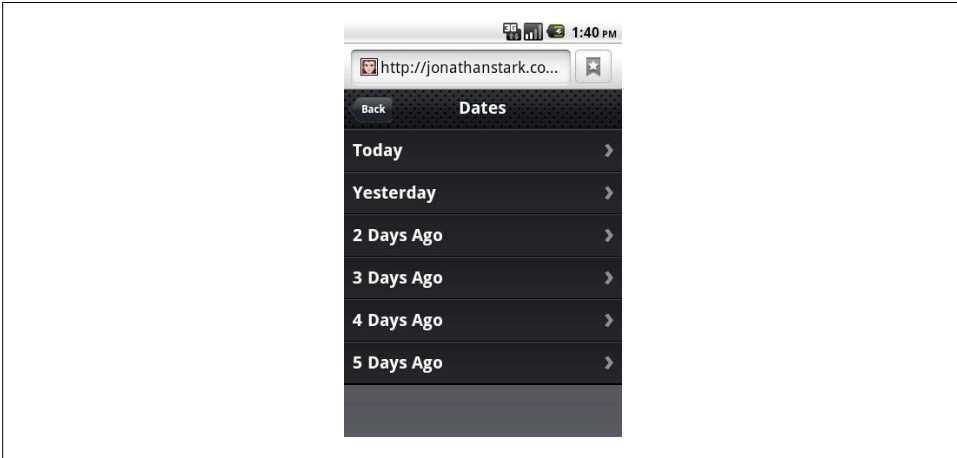 3G 1:40 PM
http://jonathanstark.co...
Back Dates
Today
Yesterday
2 Days Ago
3 Days Ago
4 Days Ago
5 Days Ago